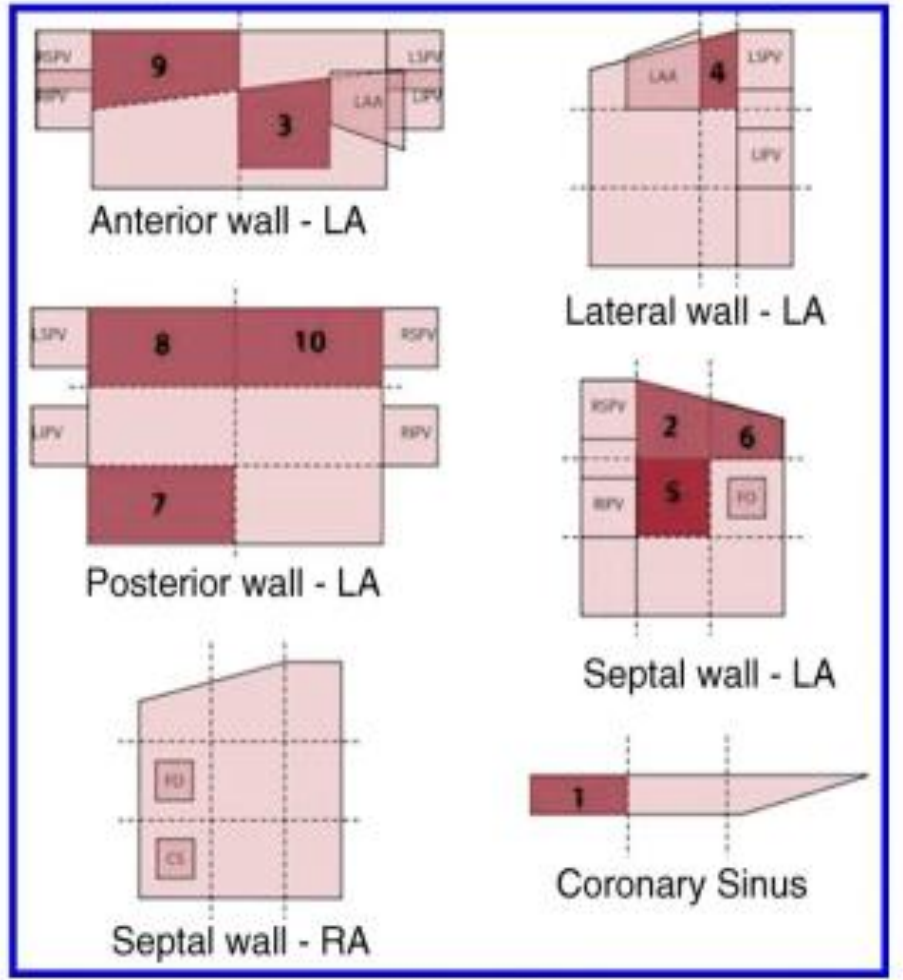 RSPV 9 LSPV
RIPV LAA LIPV
3
Anterior wall - LA
LAA 4 LSPV
LIPV
Lateral wall - LA
LSPV 8 10 RSPV
LIPV RIPV
7
Posterior wall - LA
RSPV 2 6
RIPV 5 FO
Septal wall - LA
FO
CS
Septal wall - RA
1
Coronary Sinus